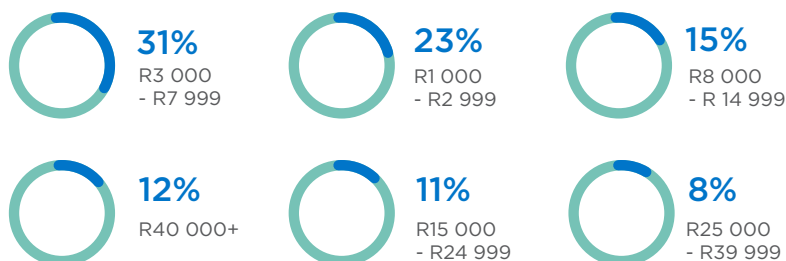 31%
R3 000
- R7 999
23%
R1 000
- R2 999
15%
R8 000
- R 14 999
12%
R40 000+
11%
R15 000
- R24 999
8%
R25 000
- R39 999